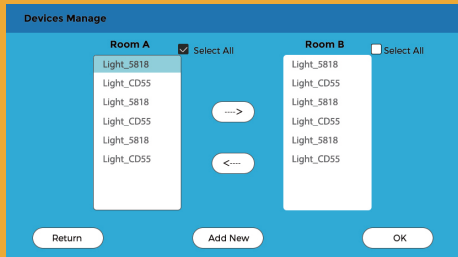 Devices Manage
Room A
Select All
Room B
Select All
Light_5818
Light_CD55
Light_5818
Light_CD55
Light_5818
Light_CD55
Light_5818
Light_CD55
Light_5818
Light_CD55
Light_5818
Light_CD55
---->
<----
Return
Add New
OK